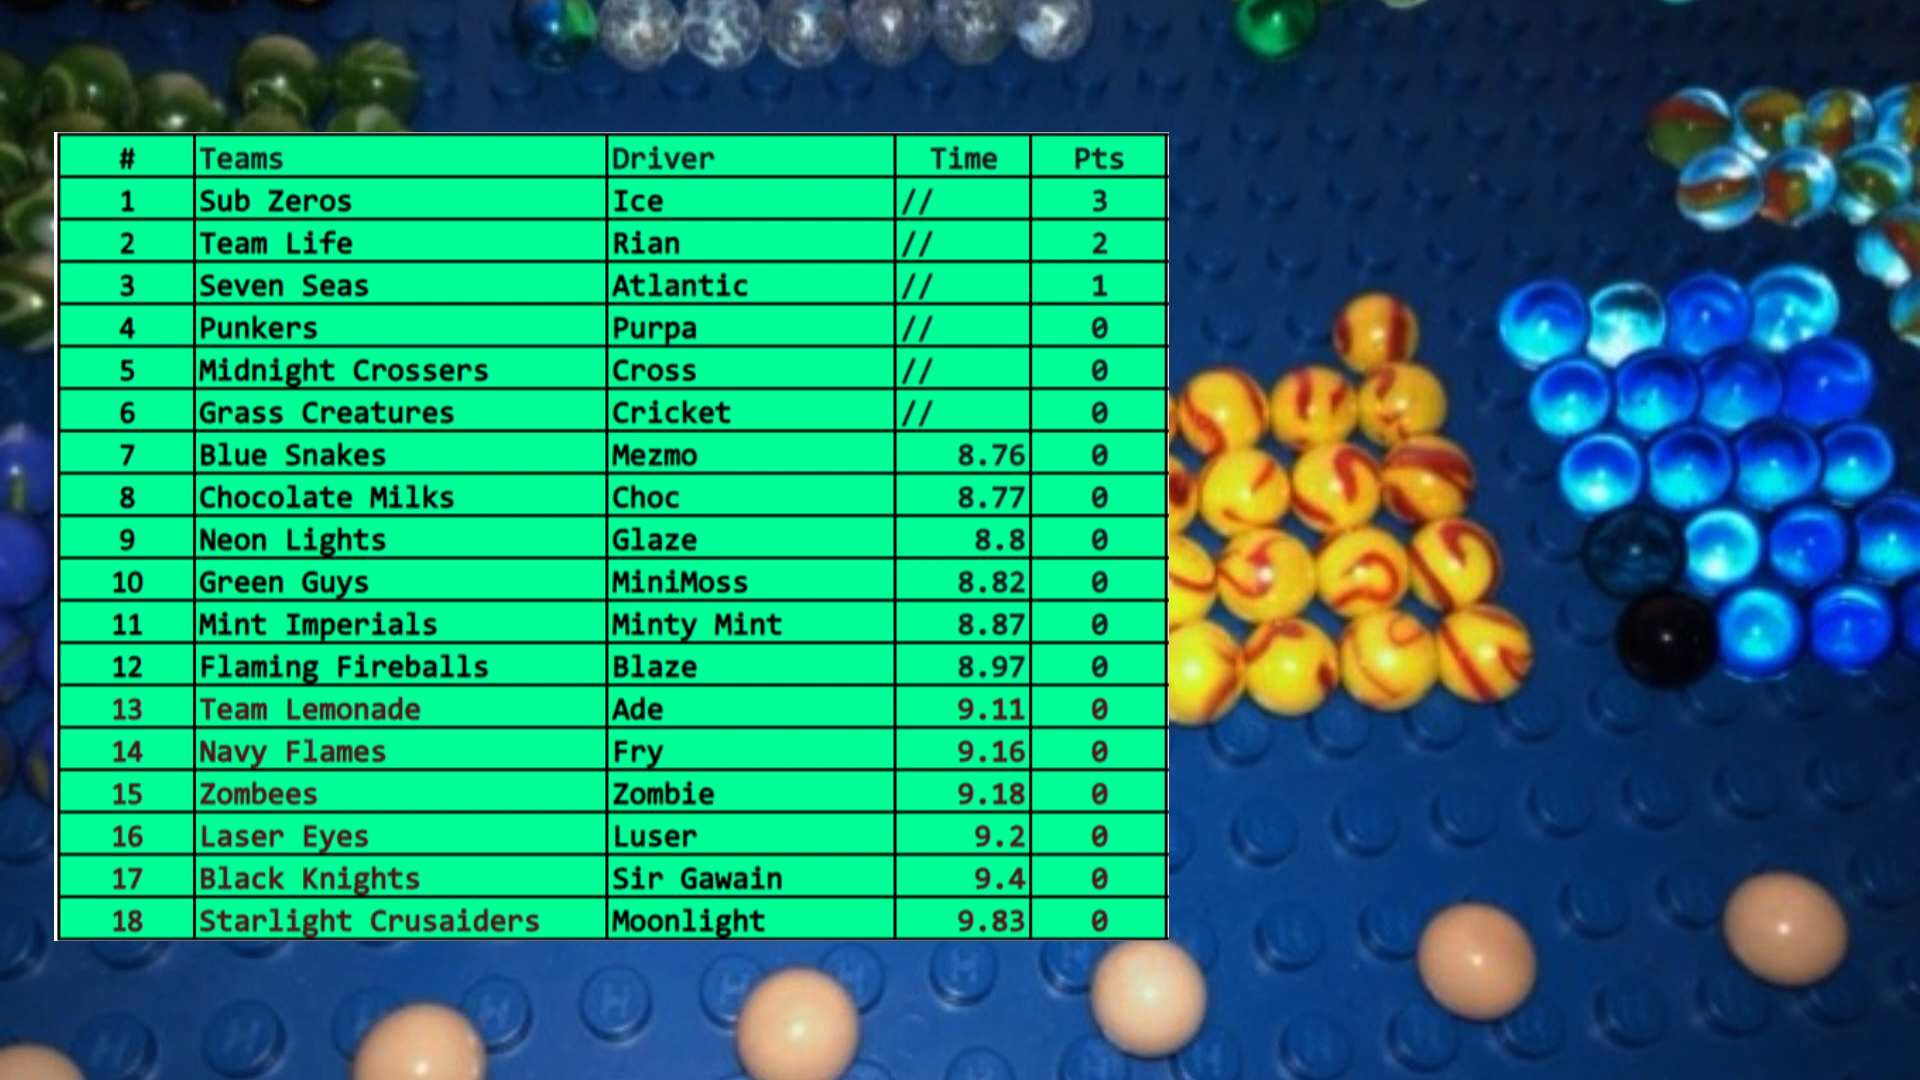 # Teams Driver Time Pts
1 Sub Zeros Ice // 3
2 Team Life Rian // 2
3 Seven Seas Atlantic // 1
4 Punkers Purpa // 0
5 Midnight Crossers Cross // 0
6 Grass Creatures Cricket // 0
7 Blue Snakes Mezmo 8.76 0
8 Chocolate Milks Choc 8.77 0
9 Neon Lights Glaze 8.8 0
10 Green Guys MiniMoss 8.82 0
11 Mint Imperials Minty Mint 8.87 0
12 Flaming Fireballs Blaze 8.97 0
13 Team Lemonade Ade 9.11 0
14 Navy Flames Fry 9.16 0
15 Zombees Zombie 9.18 0
16 Laser Eyes Luser 9.2 0
17 Black Knights Sir Gawain 9.4 0
18 Starlight Crusaiders Moonlight 9.83 0